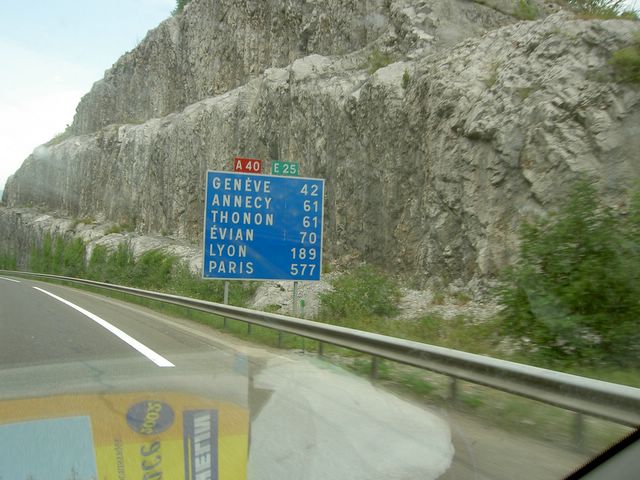 A 40 E 25
GENÈVE 42
ANNECY 61
THONON 61
ÉVIAN 70
LYON 189
PARIS 577